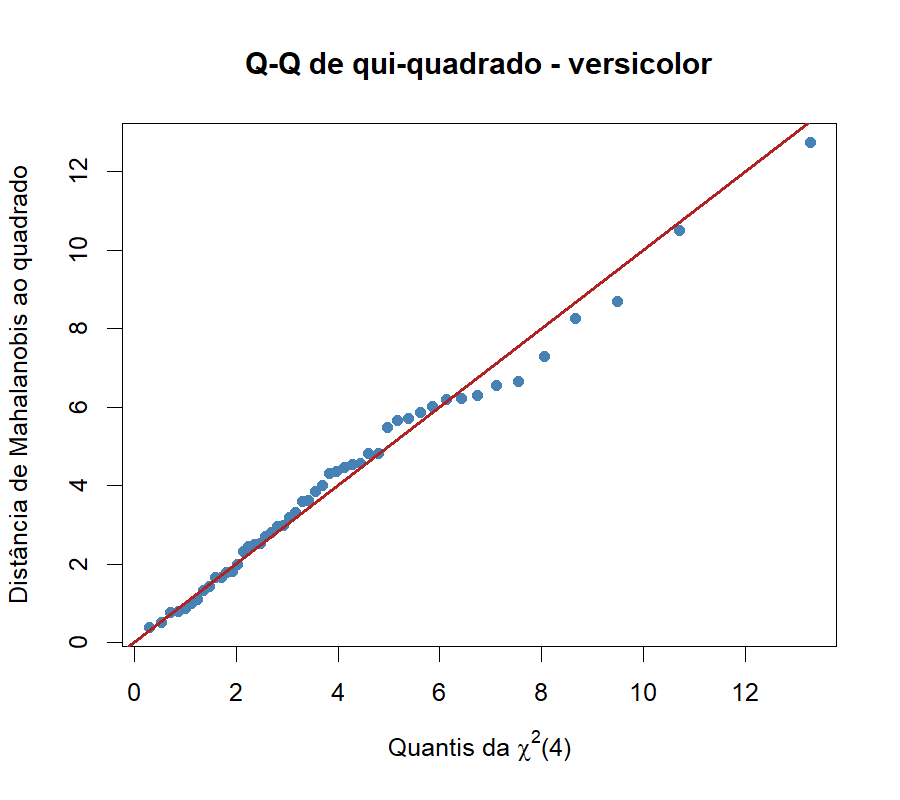 Q-Q de qui-quadrado - versicolor
Distância de Mahalanobis ao quadrado
12
10
8
6
4
2
0
0 2 4 6 8 10 12
Quantis da χ²(4)